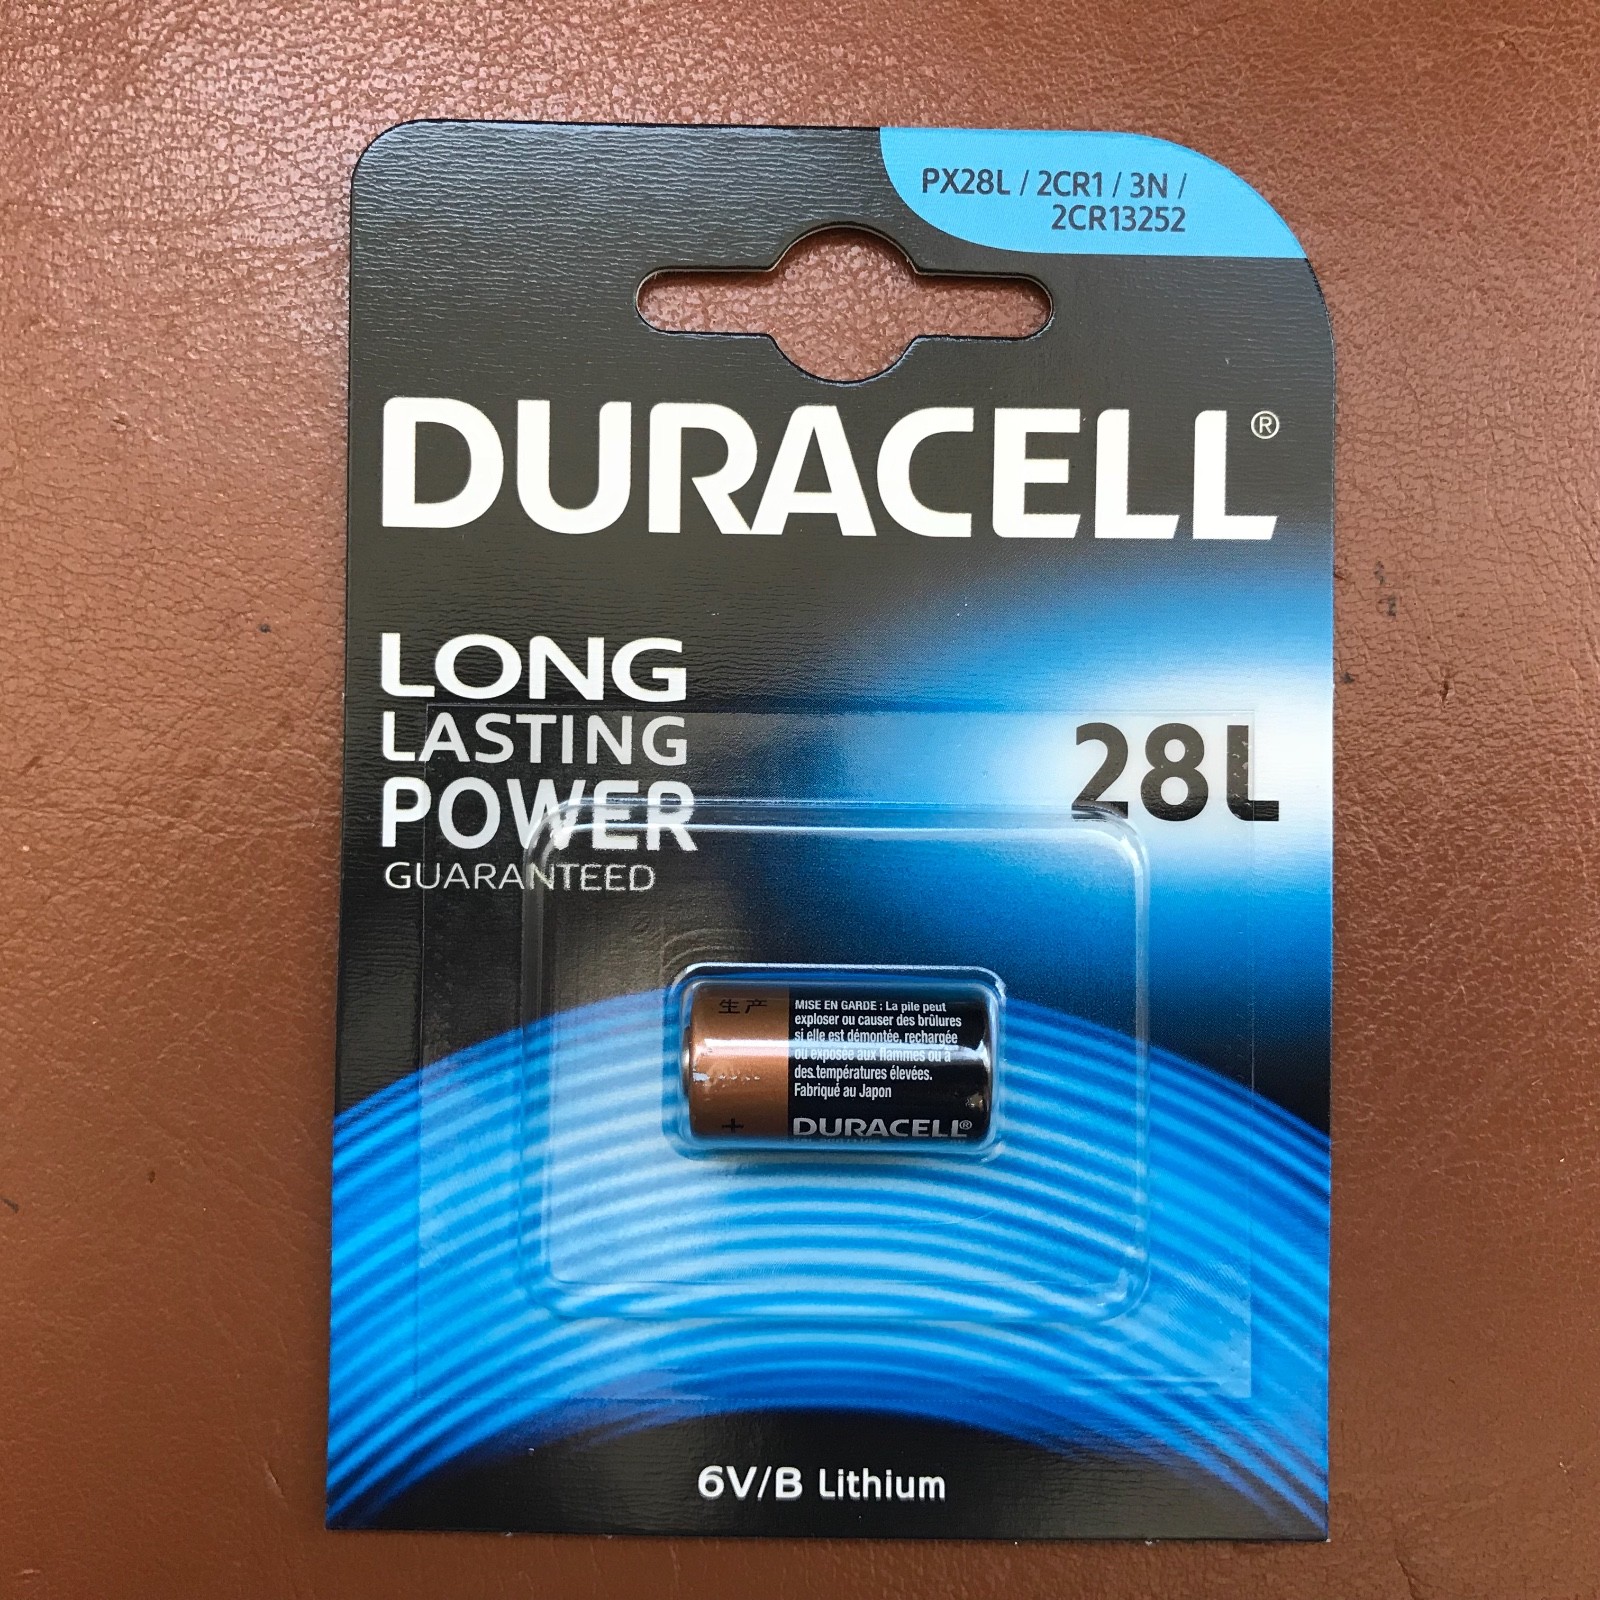 PX28L / 2CR1 / 3N /
2CR13252
DURACELL®
LONG
LASTING
POWER
GUARANTEED
28L
生产
+
MISE EN GARDE : La pile peut
exploser ou causer des brûlures
si elle est démontée, rechargée
ou exposée aux flammes ou à
des températures élevées.
Fabriqué au Japon
DURACELL®
6V/B Lithium